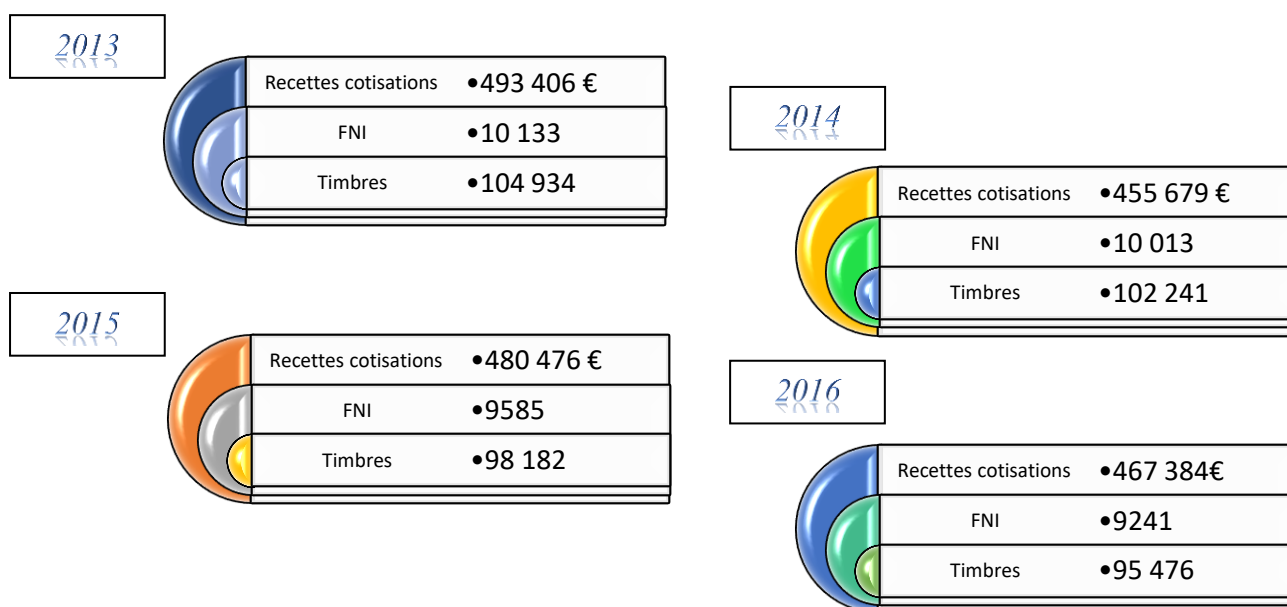 2013
Recettes cotisations •493 406 €
FNI •10 133
Timbres •104 934
2014
Recettes cotisations •455 679 €
FNI •10 013
Timbres •102 241
2015
Recettes cotisations •480 476 €
FNI •9585
Timbres •98 182
2016
Recettes cotisations •467 384€
FNI •9241
Timbres •95 476